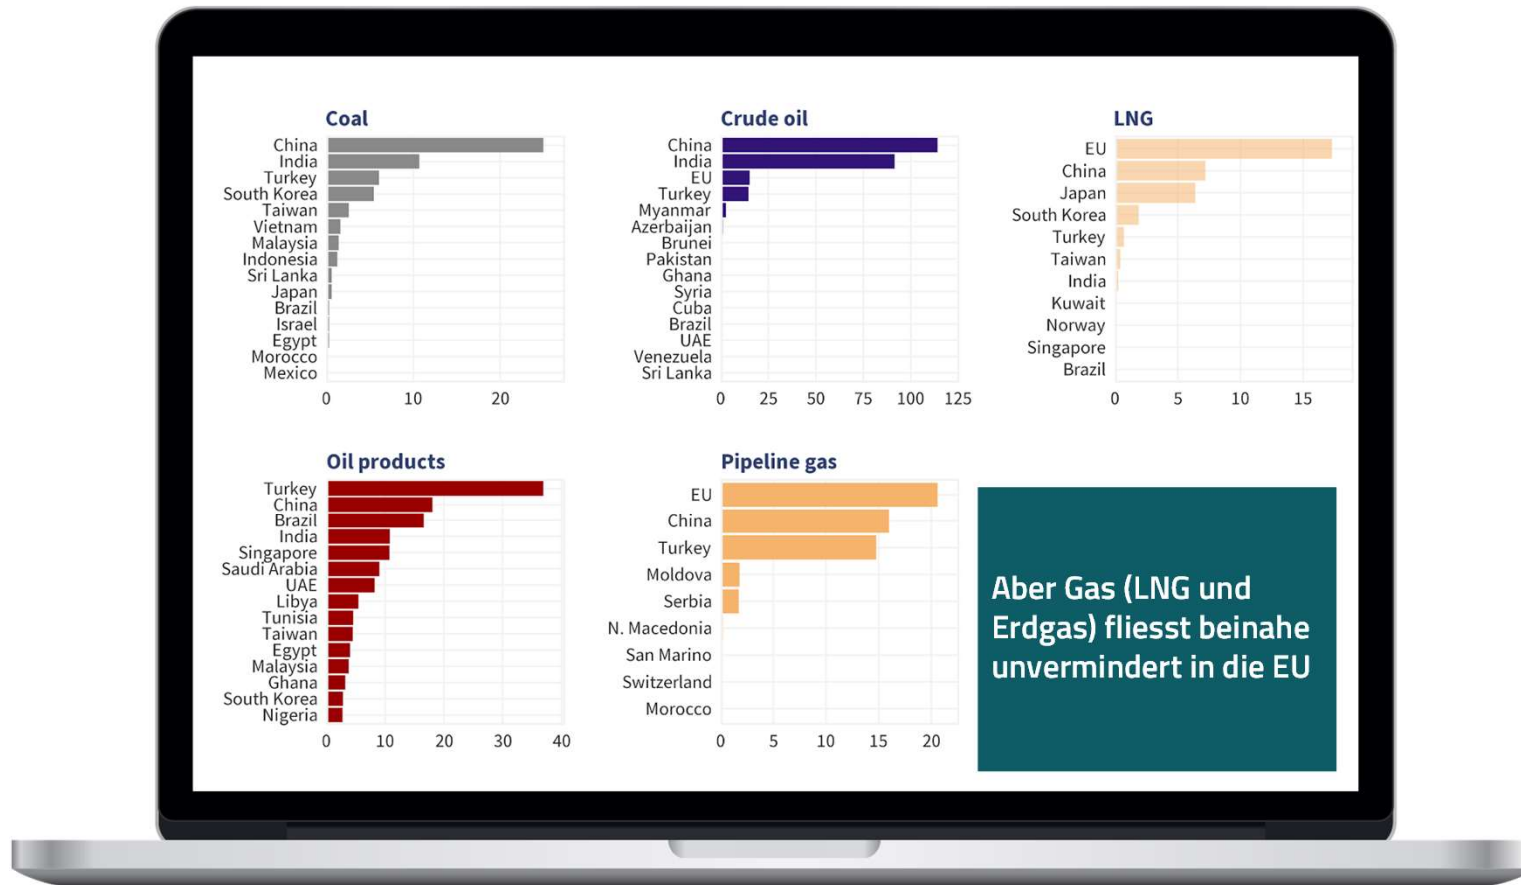 Coal
China
India
Turkey
South Korea
Taiwan
Vietnam
Malaysia
Indonesia
Sri Lanka
Japan
Brazil
Israel
Egypt
Morocco
Mexico
0 10 20
Crude oil
China
India
EU
Turkey
Myanmar
Azerbaijan
Brunei
Pakistan
Ghana
Syria
Cuba
Brazil
UAE
Venezuela
Sri Lanka
0 25 50 75 100 125
LNG
EU
China
Japan
South Korea
Turkey
Taiwan
India
Kuwait
Norway
Singapore
Brazil
0 5 10 15
Oil products
Turkey
China
Brazil
India
Singapore
Saudi Arabia
UAE
Libya
Tunisia
Taiwan
Egypt
Malaysia
Ghana
South Korea
Nigeria
0 10 20 30 40
Pipeline gas
EU
China
Turkey
Moldova
Serbia
N. Macedonia
San Marino
Switzerland
Morocco
0 5 10 15 20
Aber Gas (LNG und
Erdgas) fliesst beinahe
unvermindert in die EU